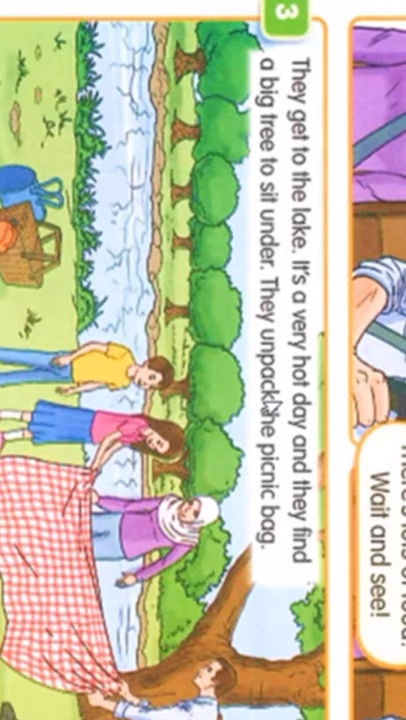 3
They get to the lake. It's a very hot day and they find
a big tree to sit under. They unpack the picnic bag.
Wait and see!